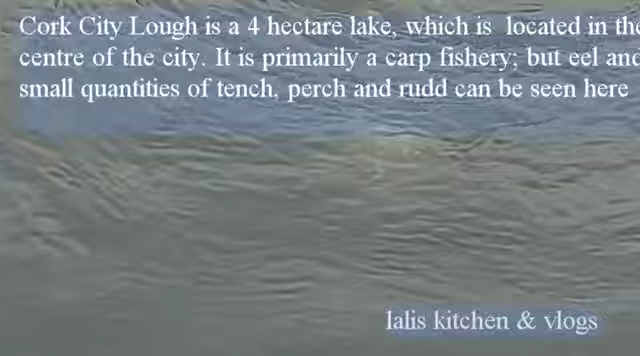 Cork City Lough is a 4 hectare lake, which is located in the
centre of the city. It is primarily a carp fishery; but eel and
small quantities of tench, perch and rudd can be seen here
lalis kitchen & vlogs